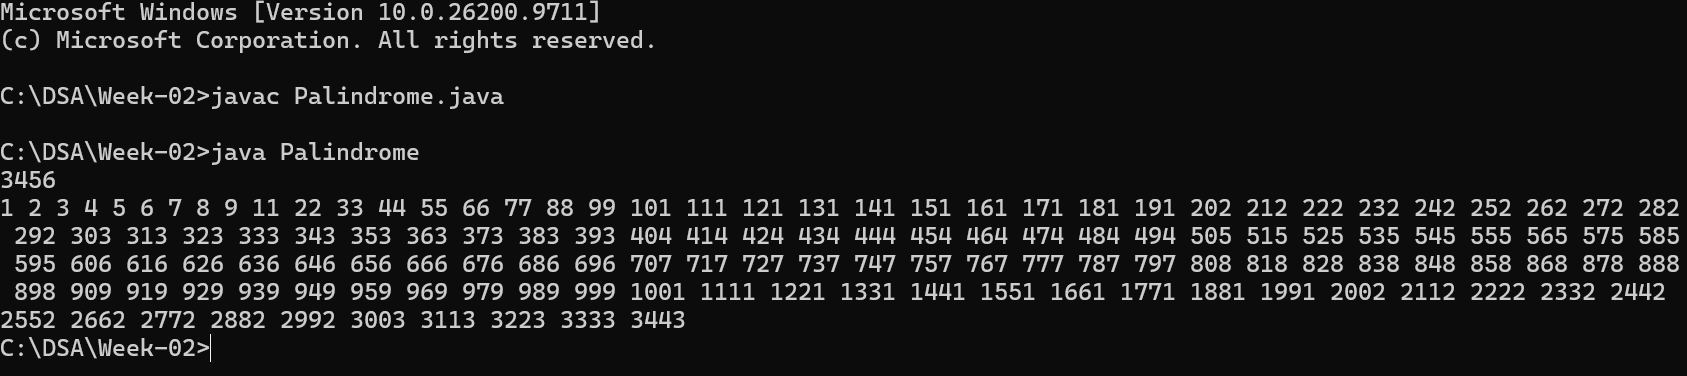 Microsoft Windows [Version 10.0.26200.9711]
(c) Microsoft Corporation. All rights reserved.
C:\DSA\Week-02>javac Palindrome.java
C:\DSA\Week-02>java Palindrome
3456
1 2 3 4 5 6 7 8 9 11 22 33 44 55 66 77 88 99 101 111 121 131 141 151 161 171 181 191 202 212 222 232 242 252 262 272 282
292 303 313 323 333 343 353 363 373 383 393 404 414 424 434 444 454 464 474 484 494 505 515 525 535 545 555 565 575 585
595 606 616 626 636 646 656 666 676 686 696 707 717 727 737 747 757 767 777 787 797 808 818 828 838 848 858 868 878 888
898 909 919 929 939 949 959 969 979 989 999 1001 1111 1221 1331 1441 1551 1661 1771 1881 1991 2002 2112 2222 2332 2442
2552 2662 2772 2882 2992 3003 3113 3223 3333 3443
C:\DSA\Week-02>